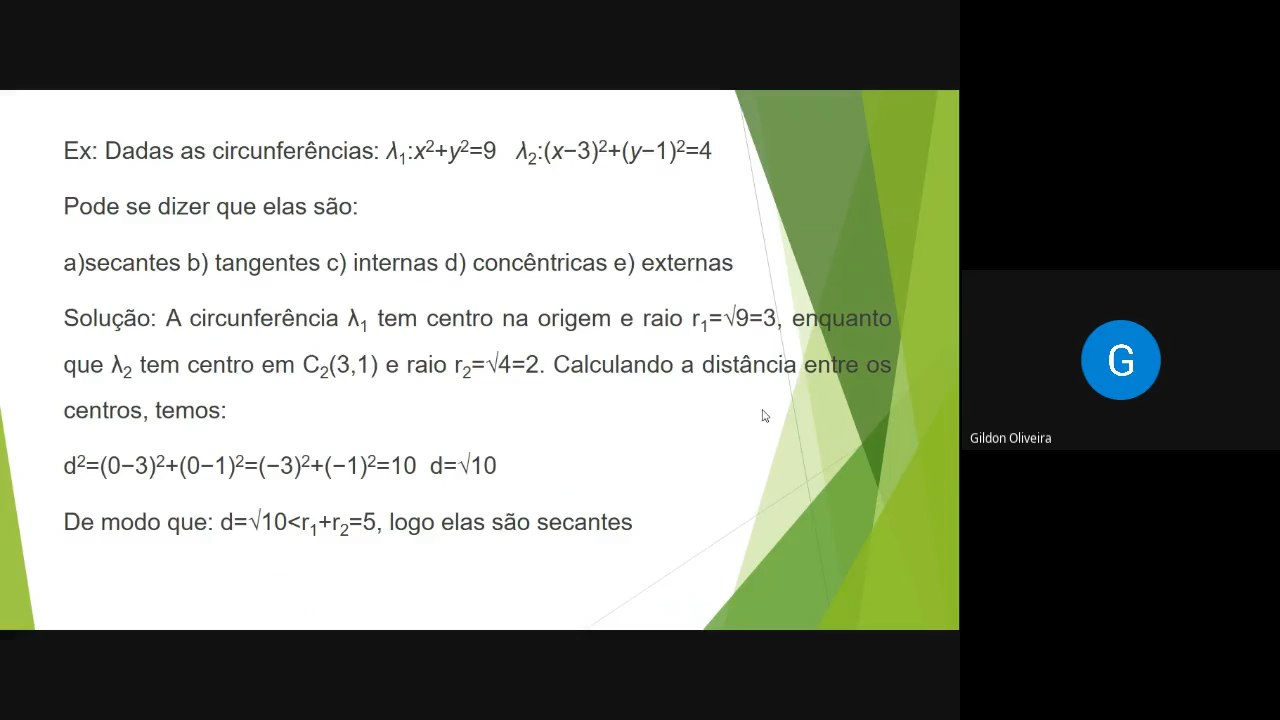 Ex: Dadas as circunferências: λ₁:x²+y²=9 λ₂:(x−3)²+(y−1)²=4
Pode se dizer que elas são:
a)secantes b) tangentes c) internas d) concêntricas e) externas
Solução: A circunferência λ₁ tem centro na origem e raio r₁=√9=3, enquanto
que λ₂ tem centro em C₂(3,1) e raio r₂=√4=2. Calculando a distância entre os
centros, temos:
d²=(0−3)²+(0−1)²=(−3)²+(−1)²=10 d=√10
De modo que: d=√10<r₁+r₂=5, logo elas são secantes
G
Gildon Oliveira